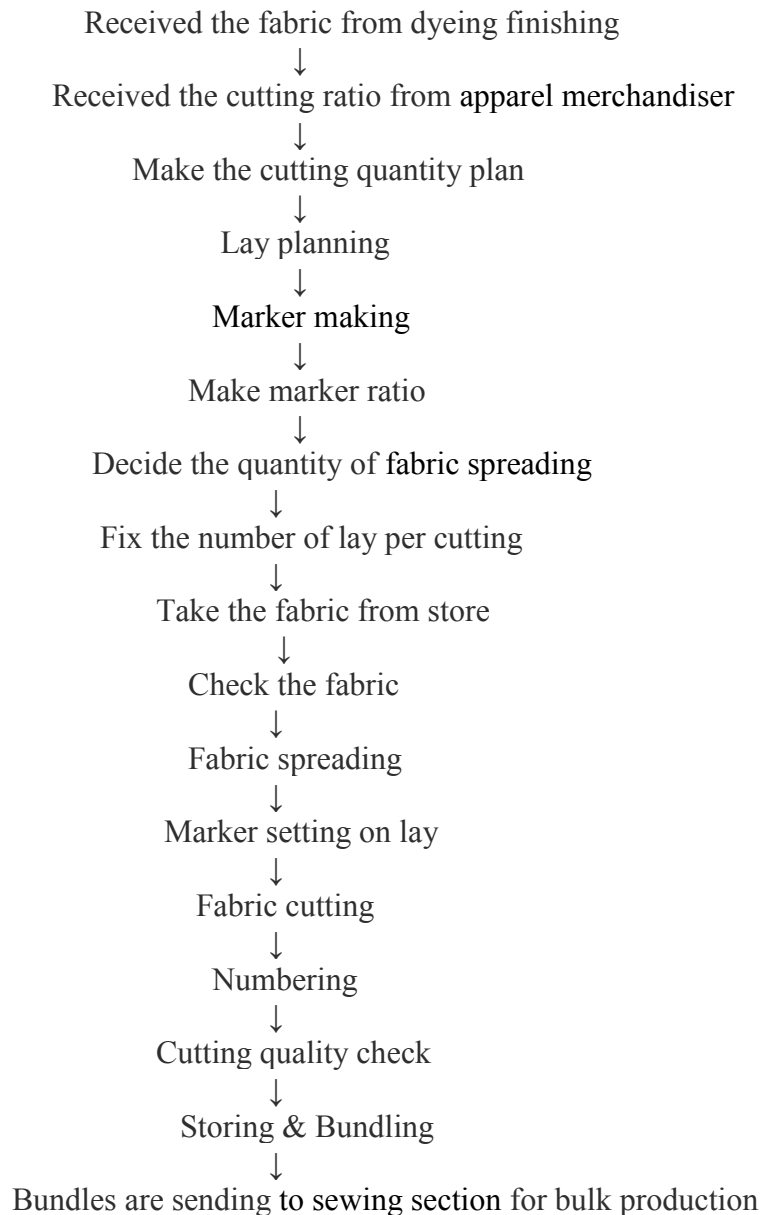 Received the fabric from dyeing finishing
↓
Received the cutting ratio from apparel merchandiser
↓
Make the cutting quantity plan
↓
Lay planning
↓
Marker making
↓
Make marker ratio
↓
Decide the quantity of fabric spreading
↓
Fix the number of lay per cutting
↓
Take the fabric from store
↓
Check the fabric
↓
Fabric spreading
↓
Marker setting on lay
↓
Fabric cutting
↓
Numbering
↓
Cutting quality check
↓
Storing & Bundling
↓
Bundles are sending to sewing section for bulk production